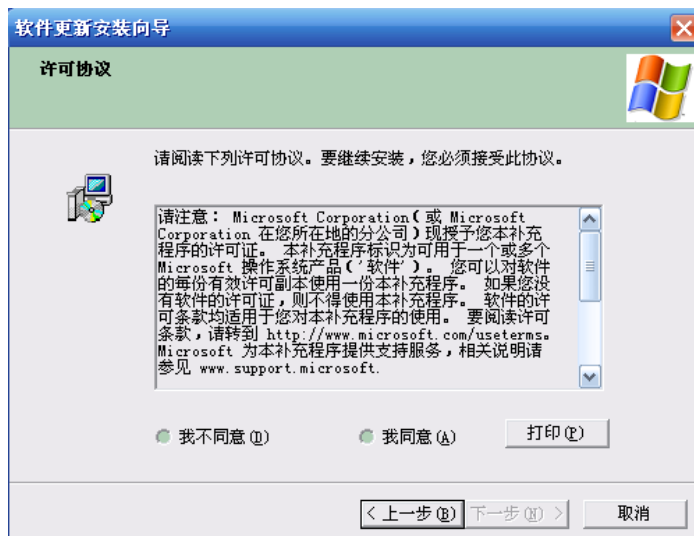 软件更新安装向导
许可协议
请阅读下列许可协议。要继续安装，您必须接受此协议。
请注意： Microsoft Corporation(或 Microsoft
Corporation 在您所在地的分公司)现授予您本补充
程序的许可证。 本补充程序标识为可用于一个或多个
Microsoft 操作系统产品('软件')。 您可以对软件
的每份有效许可副本使用一份本补充程序。 如果您没
有软件的许可证，则不得使用本补充程序。 软件的许
可条款均适用于您对本补充程序的使用。 要阅读许可
条款，请转到 http://www.microsoft.com/useterms。
Microsoft 为本补充程序提供支持服务，相关说明请
参见 www.support.microsoft.
我不同意(D) 我同意(A) 打印(P)
< 上一步(B) 下一步(N) > 取消